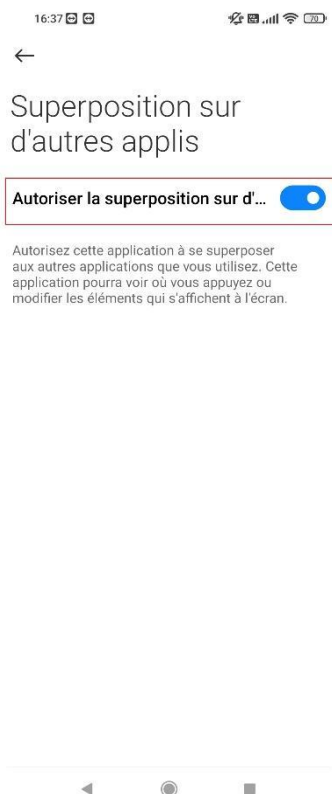 16:37
70
Superposition sur
d'autres applis
Autoriser la superposition sur d'...
Autorisez cette application à se superposer
aux autres applications que vous utilisez. Cette
application pourra voir où vous appuyez ou
modifier les éléments qui s'affichent à l'écran.